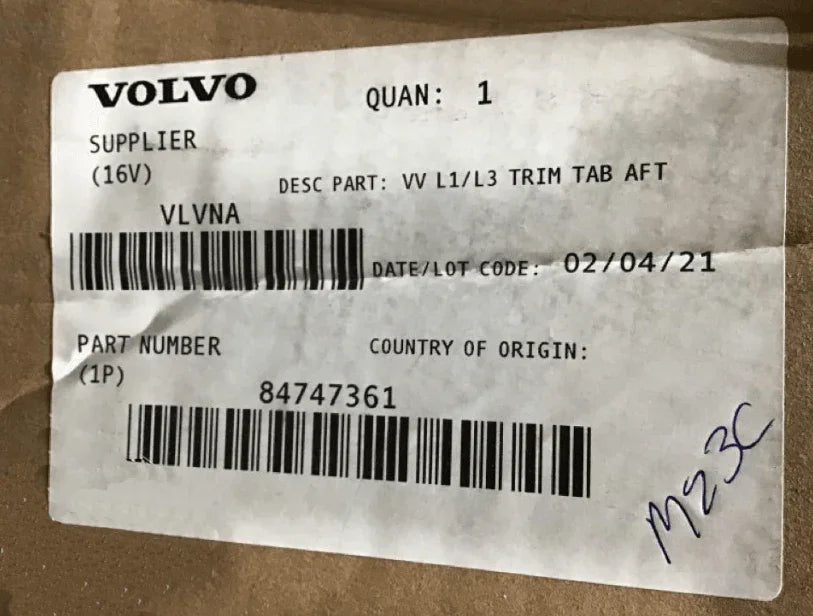 VOLVO
QUAN: 1
SUPPLIER
(16V)
DESC PART: VV L1/L3 TRIM TAB AFT
VLVNA
DATE/LOT CODE: 02/04/21
PART NUMBER
COUNTRY OF ORIGIN:
(1P)
84747361
M23C